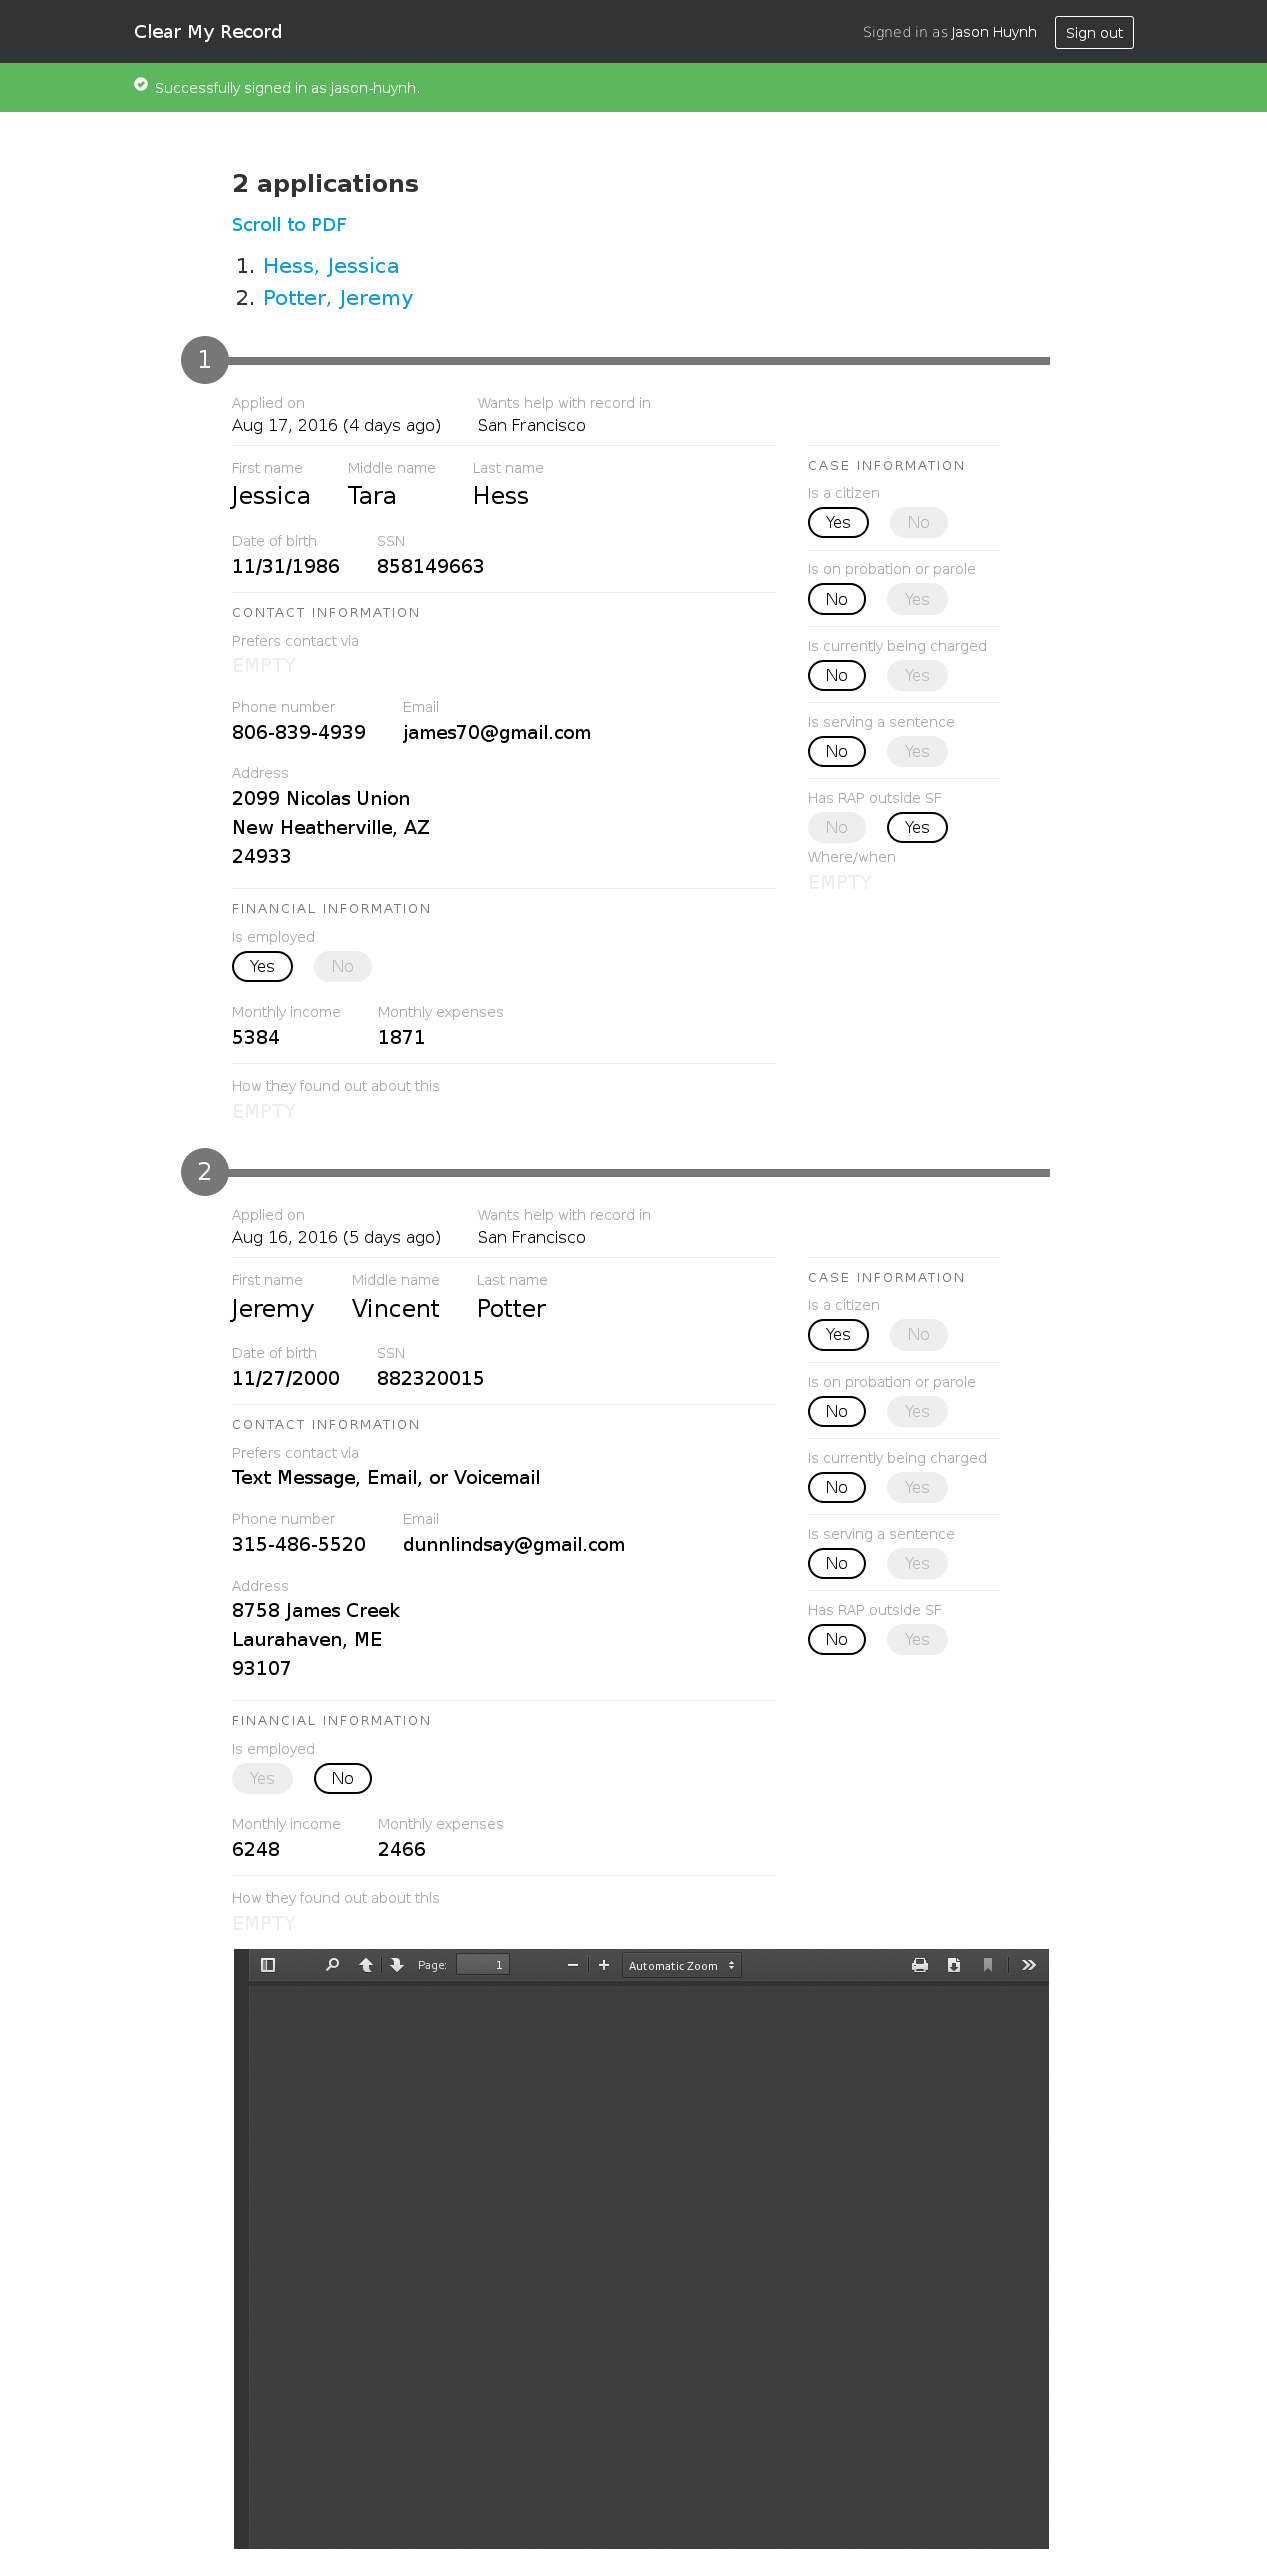 Clear My Record
Signed in as Jason Huynh
Sign out
Successfully signed in as jason-huynh.
2 applications
Scroll to PDF
1. Hess, Jessica
2. Potter, Jeremy
1
Applied on Wants help with record in
Aug 17, 2016 (4 days ago) San Francisco
First name Middle name Last name
Jessica Tara Hess
Date of birth SSN
11/31/1986 858149663
CONTACT INFORMATION
Prefers contact via
EMPTY
Phone number Email
806-839-4939 james70@gmail.com
Address
2099 Nicolas Union
New Heatherville, AZ
24933
FINANCIAL INFORMATION
Is employed
Yes No
Monthly income Monthly expenses
5384 1871
How they found out about this
EMPTY
CASE INFORMATION
Is a citizen
Yes No
Is on probation or parole
No Yes
Is currently being charged
No Yes
Is serving a sentence
No Yes
Has RAP outside SF
No Yes
Where/when
EMPTY
2
Applied on Wants help with record in
Aug 16, 2016 (5 days ago) San Francisco
First name Middle name Last name
Jeremy Vincent Potter
Date of birth SSN
11/27/2000 882320015
CONTACT INFORMATION
Prefers contact via
Text Message, Email, or Voicemail
Phone number Email
315-486-5520 dunnlindsay@gmail.com
Address
8758 James Creek
Laurahaven, ME
93107
FINANCIAL INFORMATION
Is employed
Yes No
Monthly income Monthly expenses
6248 2466
How they found out about this
EMPTY
CASE INFORMATION
Is a citizen
Yes No
Is on probation or parole
No Yes
Is currently being charged
No Yes
Is serving a sentence
No Yes
Has RAP outside SF
No Yes
Page: 1 Automatic Zoom